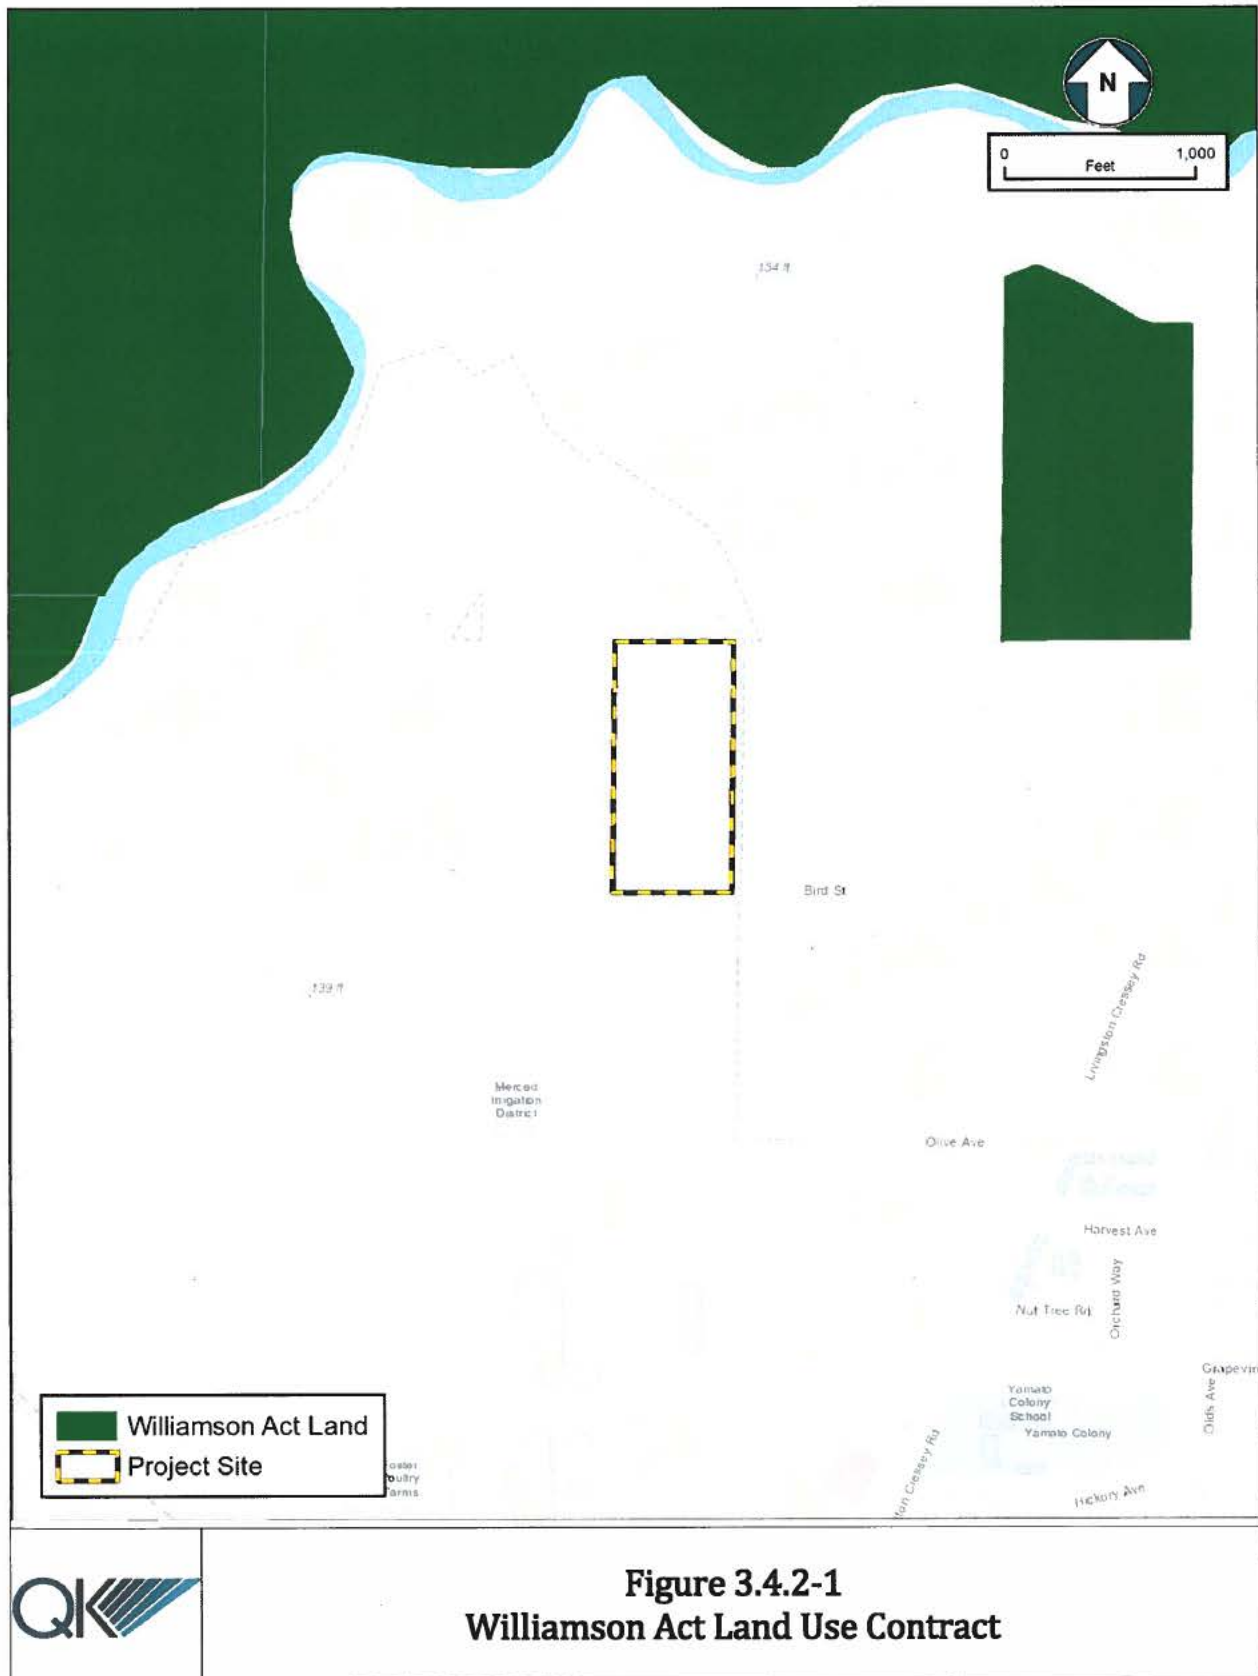 N
0 1,000
Feet
154 ft
Bird St
139 ft
Livingston Cressey Rd
Merced
Irrigation
District
Olive Ave
Harvest Ave
Orchard Way
Nut Tree Rd
Olds Ave
Yamato
Colony
School
Yamato Colony
Hickory Ave
Williamson Act Land
Project Site
QK
Figure 3.4.2-1
Williamson Act Land Use Contract